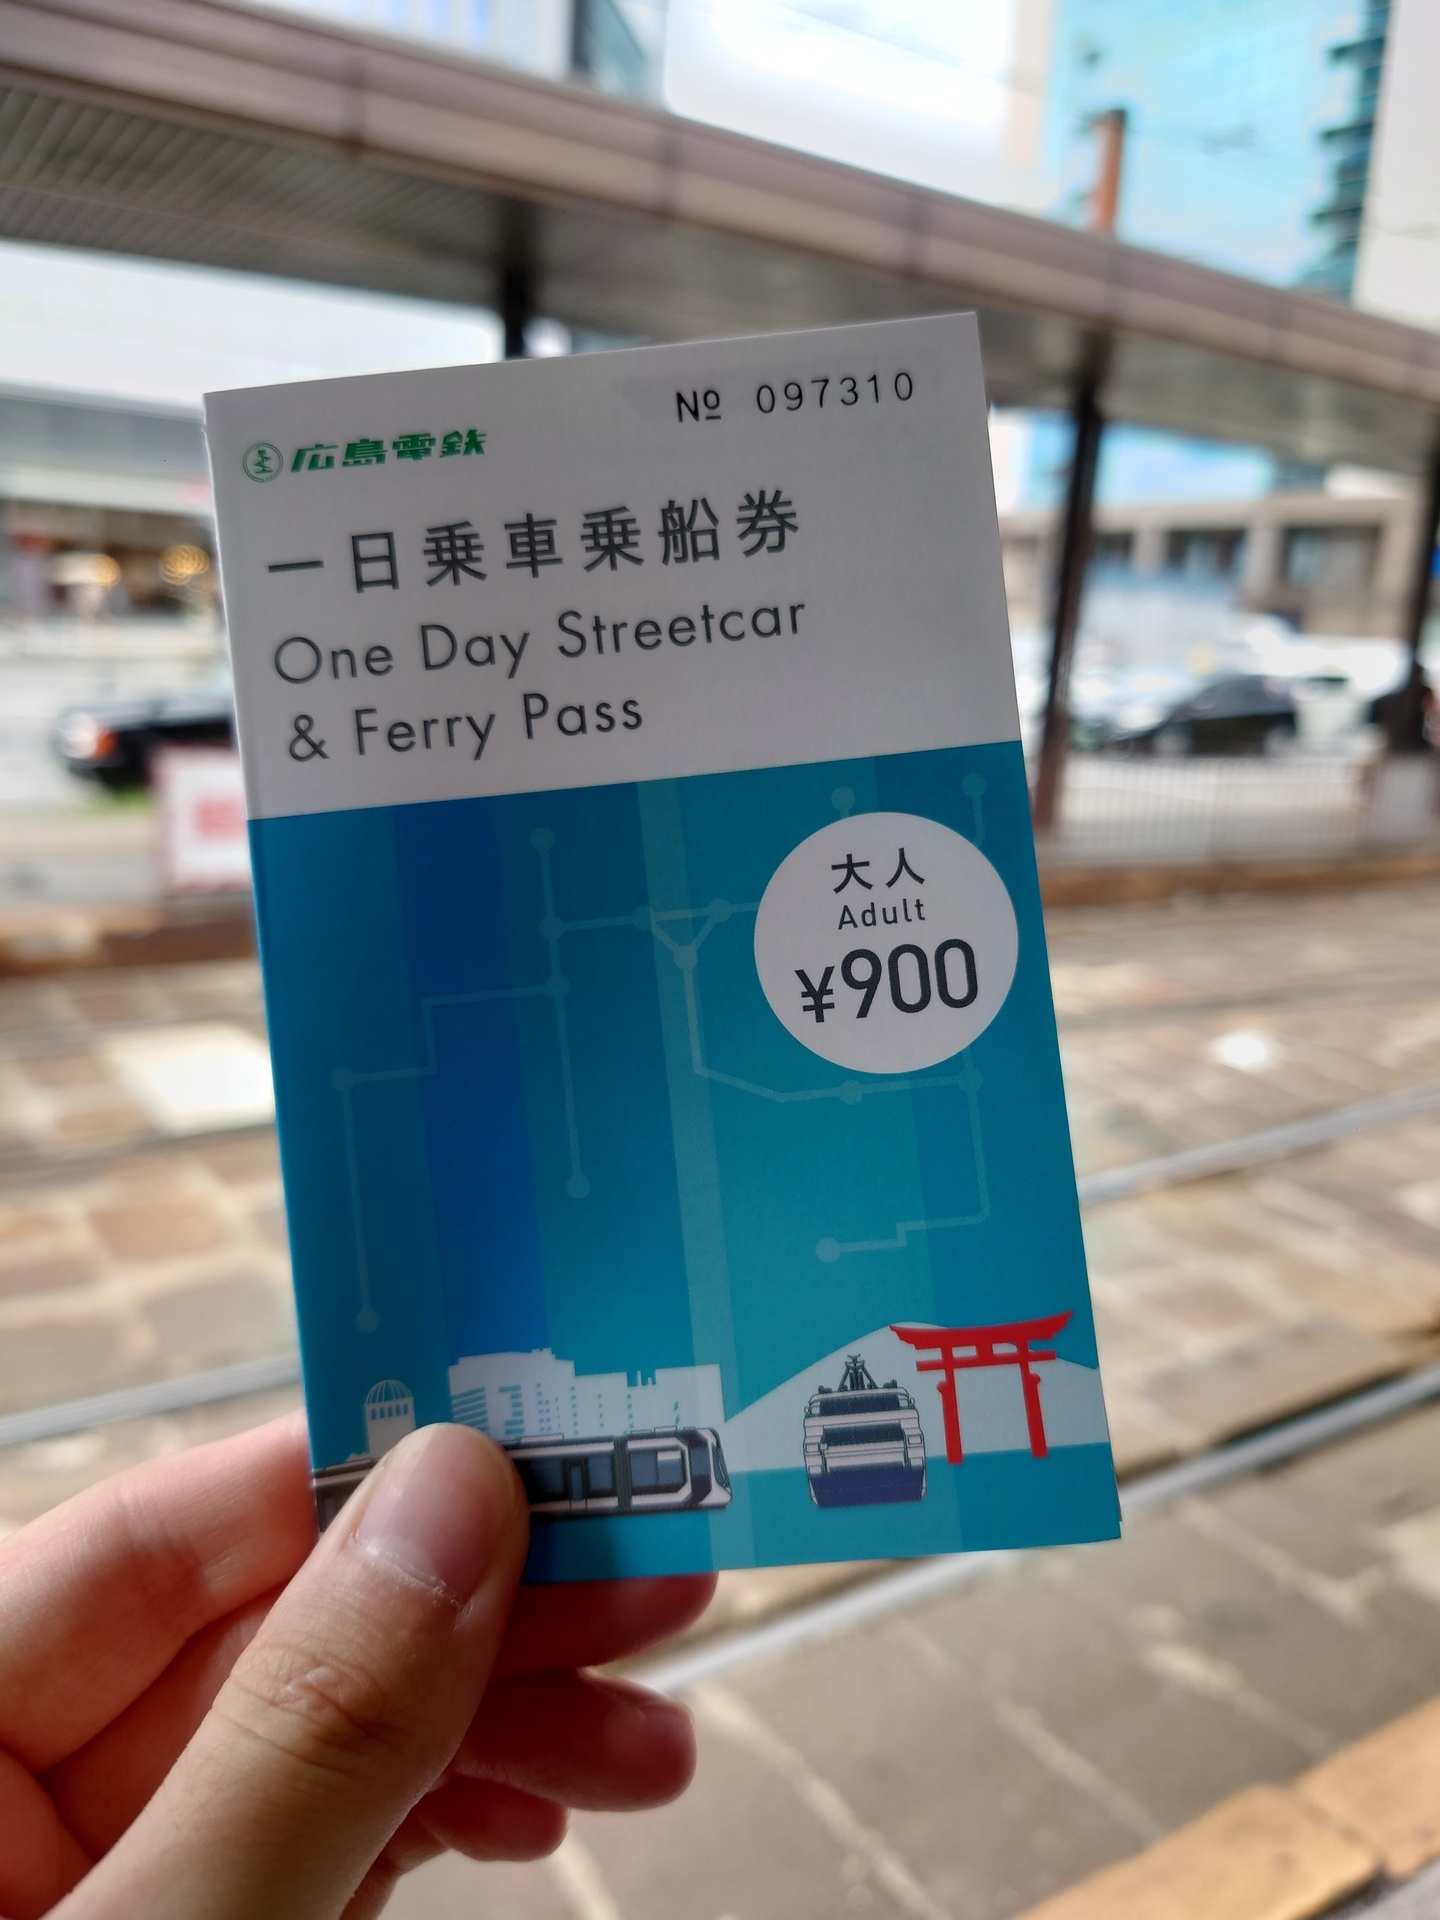 № 097310
広島電鉄
一日乗車乗船券
One Day Streetcar
& Ferry Pass
大人
Adult
¥900